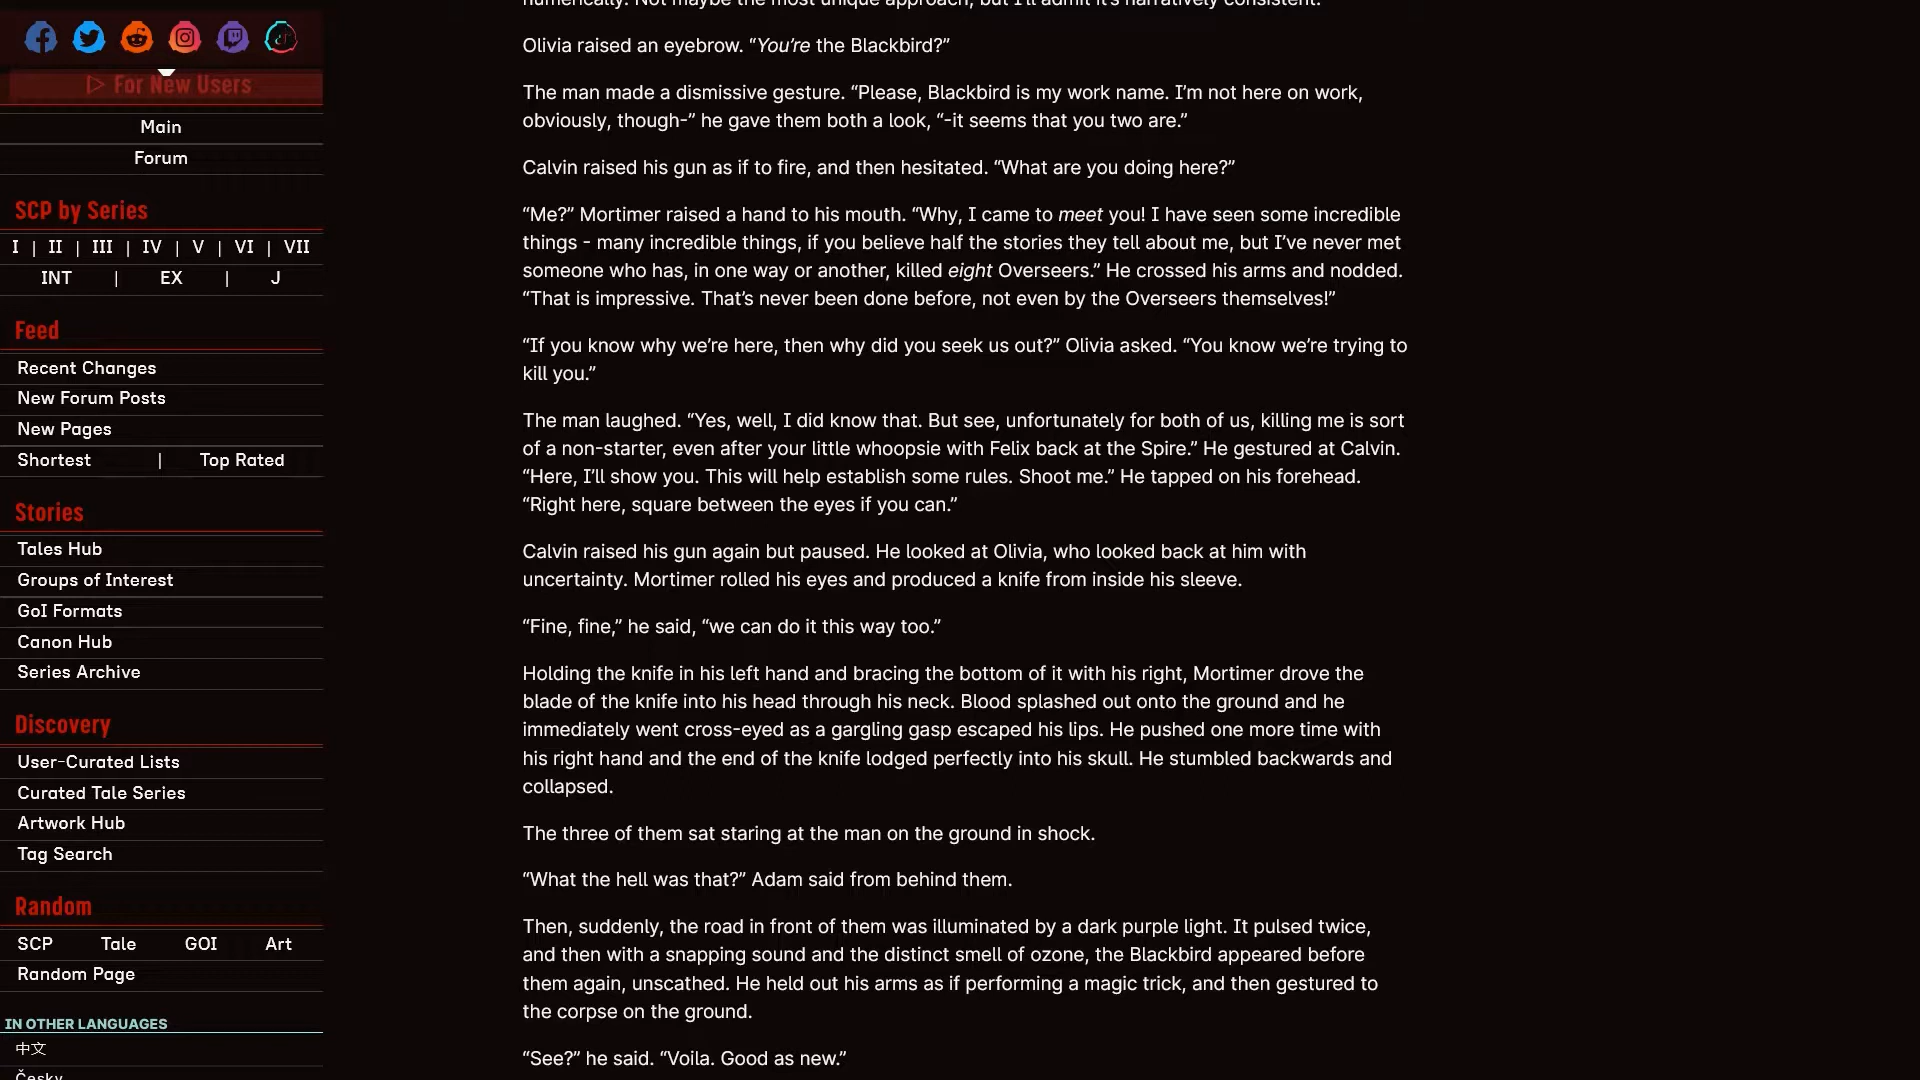 ▷ For New Users
Main
Forum
SCP by Series
I | II | III | IV | V | VI | VII
INT | EX | J
Feed
Recent Changes
New Forum Posts
New Pages
Shortest | Top Rated
Stories
Tales Hub
Groups of Interest
GoI Formats
Canon Hub
Series Archive
Discovery
User-Curated Lists
Curated Tale Series
Artwork Hub
Tag Search
Random
SCP Tale GOI Art
Random Page
IN OTHER LANGUAGES
中文
Česky
numerically. Not maybe the most unique approach, but I’ll admit it’s narratively consistent.
Olivia raised an eyebrow. “You’re the Blackbird?”
The man made a dismissive gesture. “Please, Blackbird is my work name. I’m not here on work,
obviously, though-” he gave them both a look, “-it seems that you two are.”
Calvin raised his gun as if to fire, and then hesitated. “What are you doing here?”
“Me?” Mortimer raised a hand to his mouth. “Why, I came to meet you! I have seen some incredible
things - many incredible things, if you believe half the stories they tell about me, but I’ve never met
someone who has, in one way or another, killed eight Overseers.” He crossed his arms and nodded.
“That is impressive. That’s never been done before, not even by the Overseers themselves!”
“If you know why we’re here, then why did you seek us out?” Olivia asked. “You know we’re trying to
kill you.”
The man laughed. “Yes, well, I did know that. But see, unfortunately for both of us, killing me is sort
of a non-starter, even after your little whoopsie with Felix back at the Spire.” He gestured at Calvin.
“Here, I’ll show you. This will help establish some rules. Shoot me.” He tapped on his forehead.
“Right here, square between the eyes if you can.”
Calvin raised his gun again but paused. He looked at Olivia, who looked back at him with
uncertainty. Mortimer rolled his eyes and produced a knife from inside his sleeve.
“Fine, fine,” he said, “we can do it this way too.”
Holding the knife in his left hand and bracing the bottom of it with his right, Mortimer drove the
blade of the knife into his head through his neck. Blood splashed out onto the ground and he
immediately went cross-eyed as a gargling gasp escaped his lips. He pushed one more time with
his right hand and the end of the knife lodged perfectly into his skull. He stumbled backwards and
collapsed.
The three of them sat staring at the man on the ground in shock.
“What the hell was that?” Adam said from behind them.
Then, suddenly, the road in front of them was illuminated by a dark purple light. It pulsed twice,
and then with a snapping sound and the distinct smell of ozone, the Blackbird appeared before
them again, unscathed. He held out his arms as if performing a magic trick, and then gestured to
the corpse on the ground.
“See?” he said. “Voila. Good as new.”